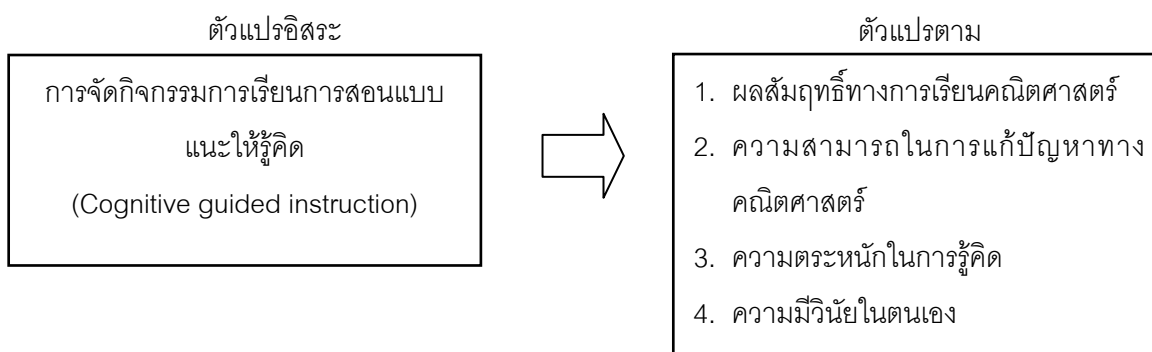 ตัวแปรอิสระ
การจัดกิจกรรมการเรียนการสอนแบบ
แนะให้รู้คิด
(Cognitive guided instruction)
ตัวแปรตาม
1. ผลสัมฤทธิ์ทางการเรียนคณิตศาสตร์
2. ความสามารถในการแก้ปัญหาทาง
คณิตศาสตร์
3. ความตระหนักในการรู้คิด
4. ความมีวินัยในตนเอง